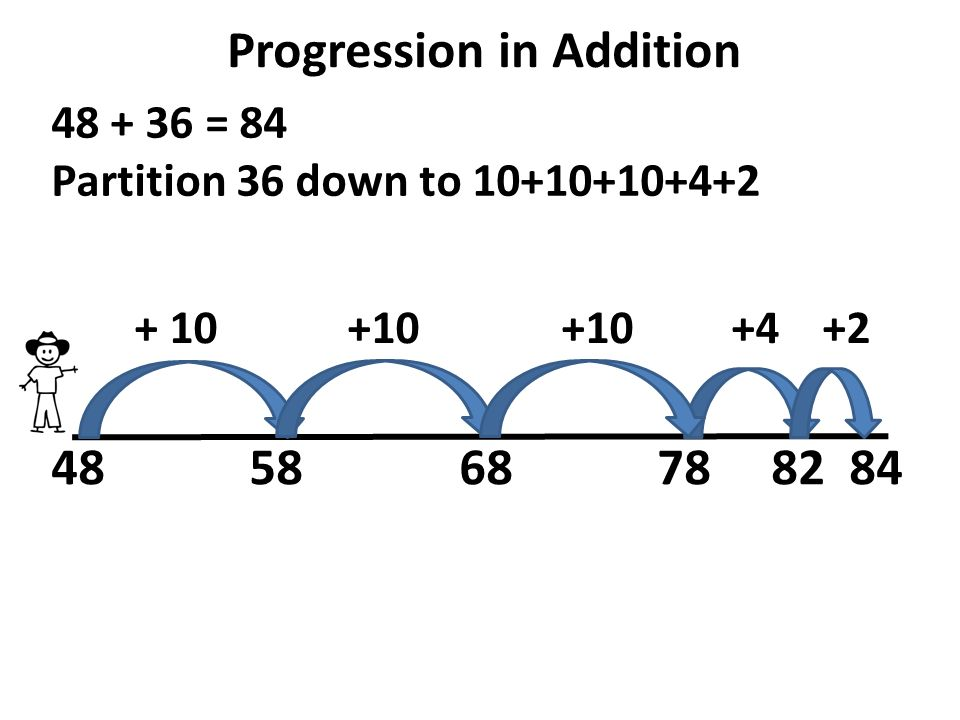 Progression in Addition
48 + 36 = 84
Partition 36 down to 10+10+10+4+2
+ 10 +10 +10 +4 +2
48 58 68 78 82 84